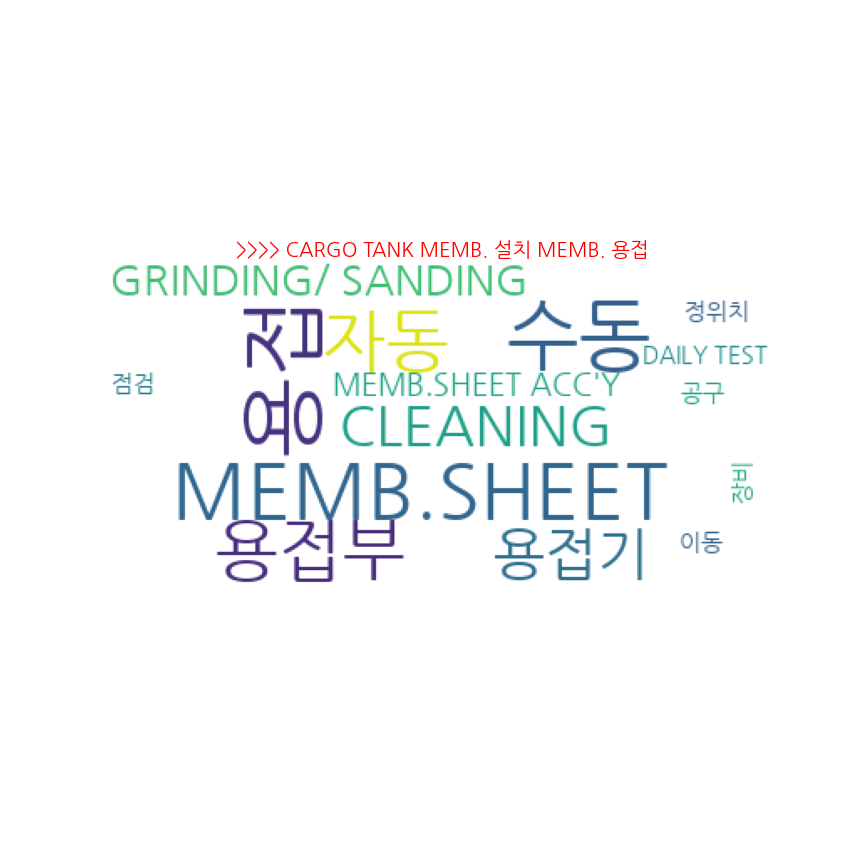 >>>> CARGO TANK MEMB. 설치 MEMB. 용접
GRINDING/ SANDING
용접
자동
수동
정위치
DAILY TEST
점검
MEMB.SHEET ACC'Y
공구
CLEANING
MEMB.SHEET
장비
용접부
용접기
이동